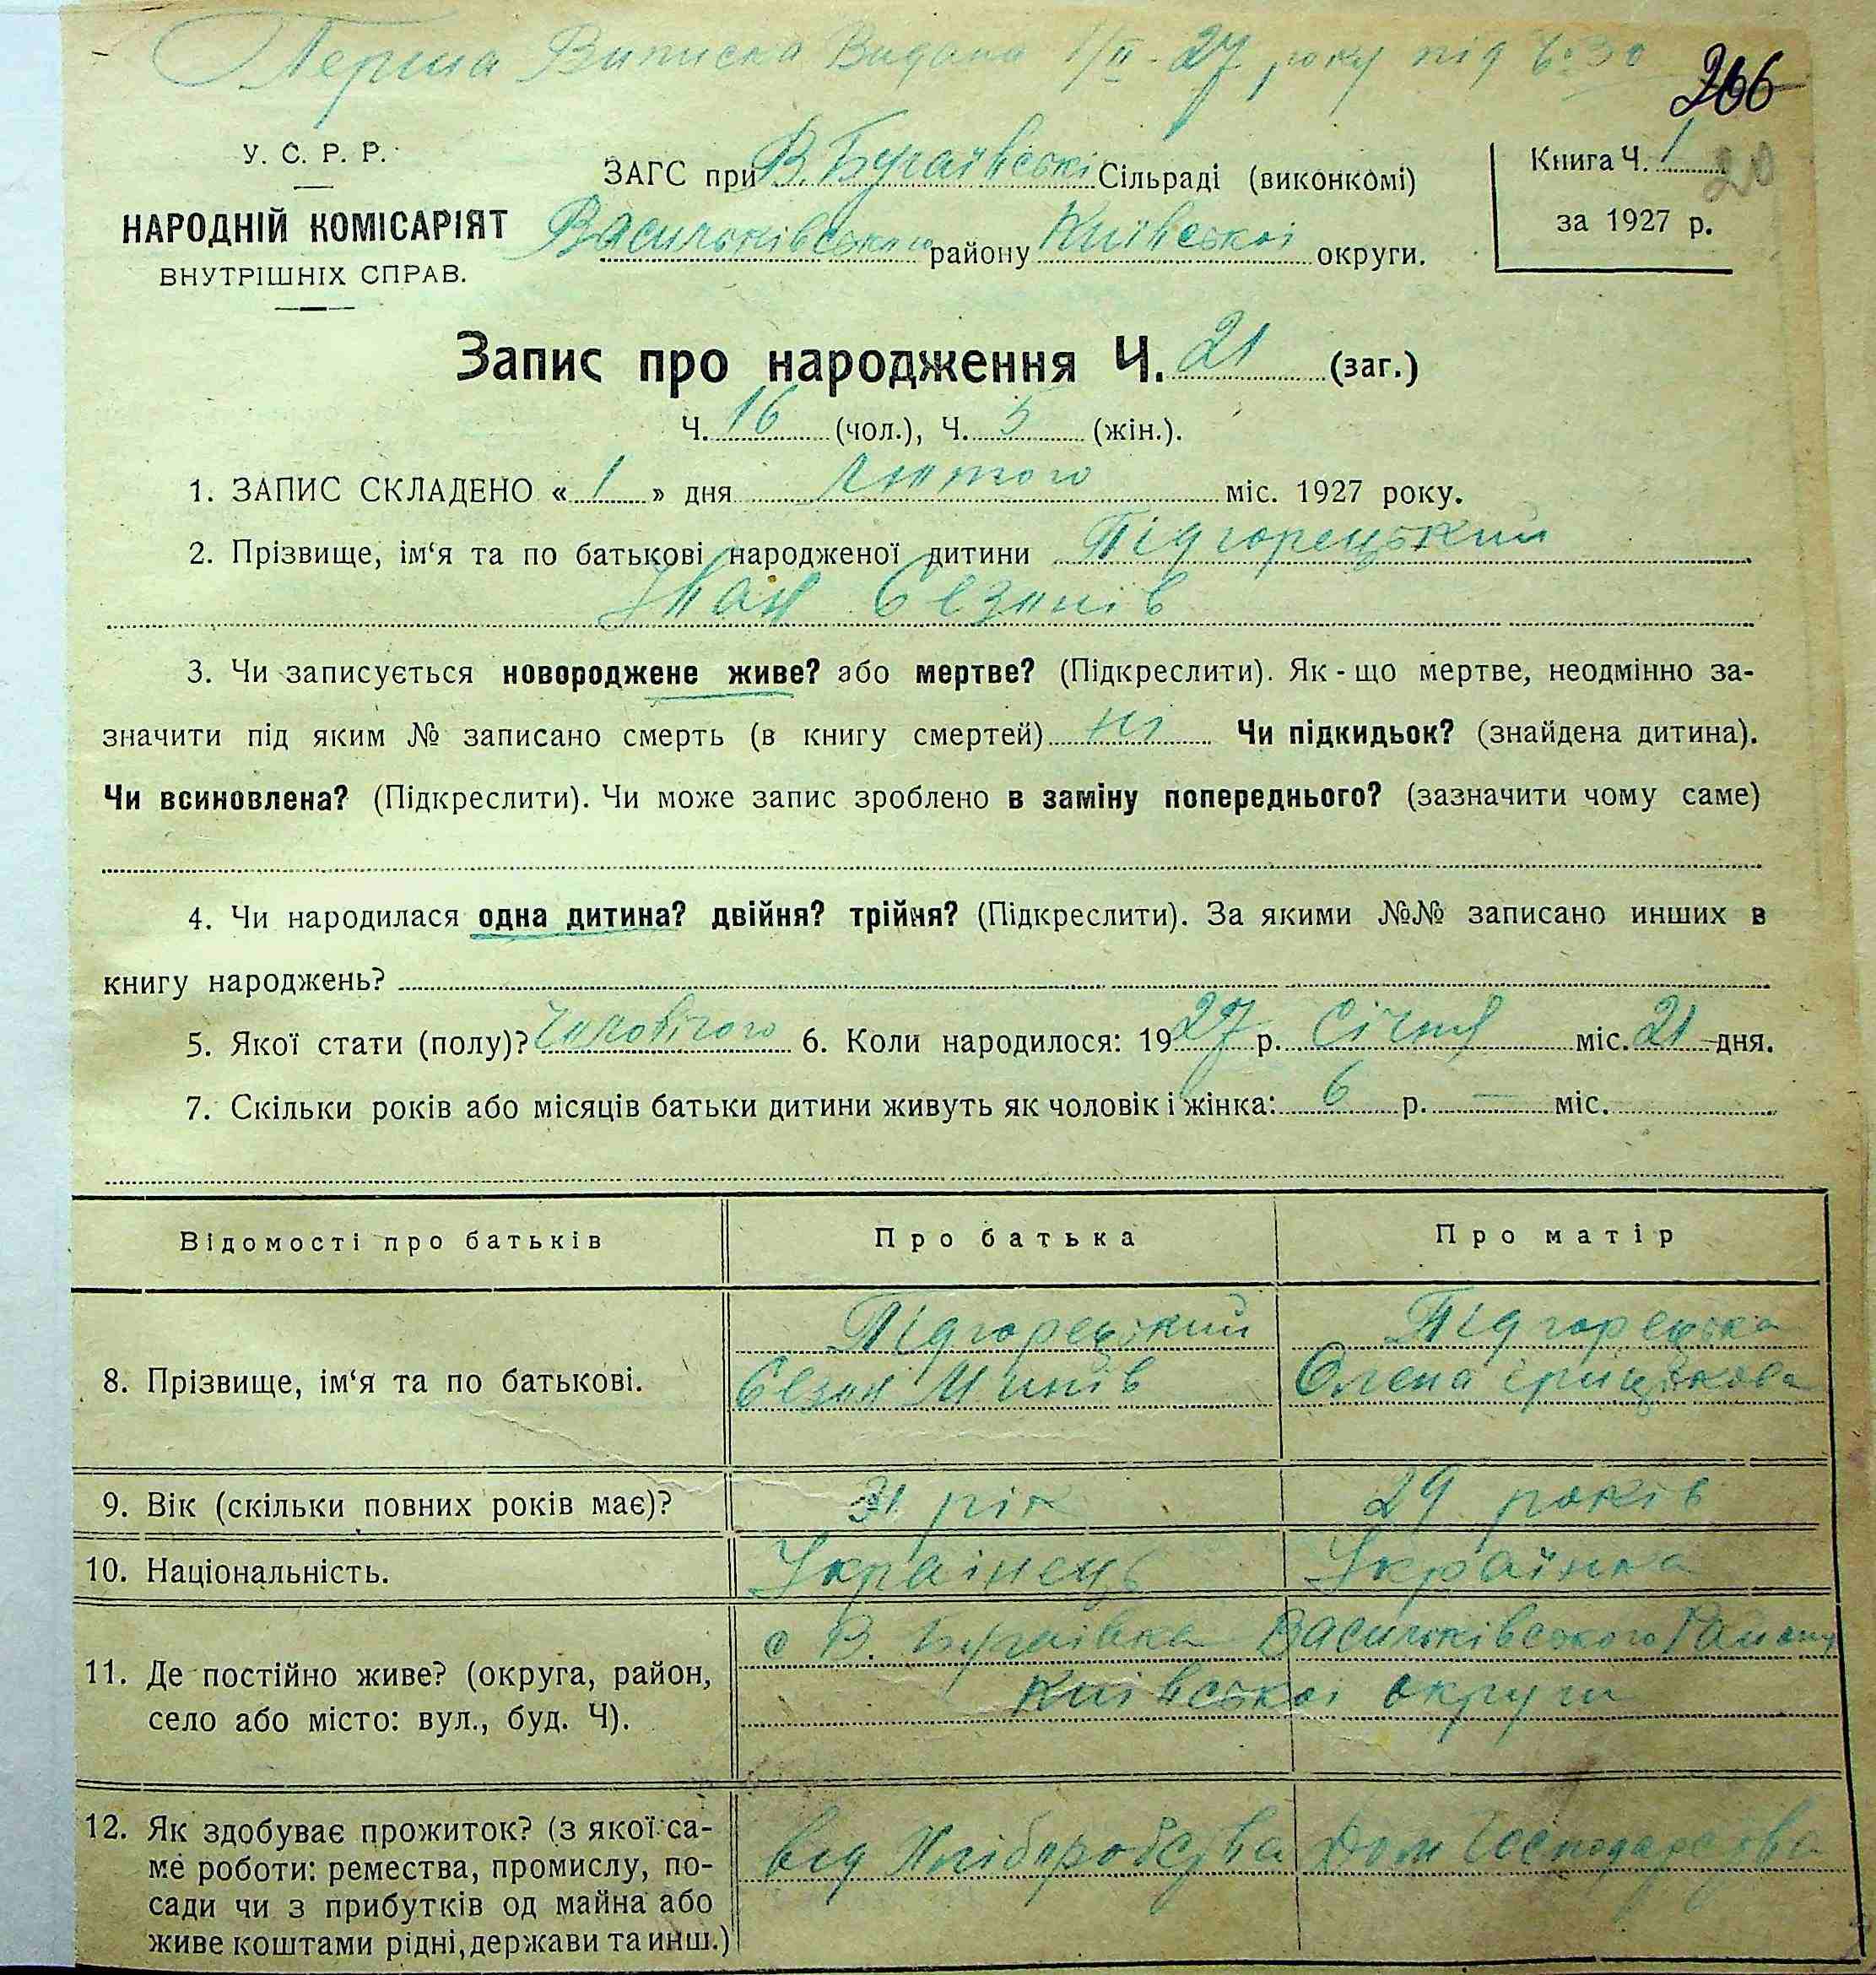 Перша Виписка Видана 1/II-27 року під № 30
266
20
У. С. Р. Р.
НАРОДНІЙ КОМІСАРІЯТ
ВНУТРІШНІХ СПРАВ.
ЗАГС при В. Бугаївські Сільраді (виконкомі)
Васильківського району Київської округи.
Книга Ч. 1
за 1927 р.
Запис про народження Ч. 21 (заг.)
Ч. 16 (чол.), Ч. 5 (жін.).
1. ЗАПИС СКЛАДЕНО « 1 » дня лютого міс. 1927 року.
2. Прізвище, ім‘я та по батькові народженої дитини Підгорецький
Іван
3. Чи записується новороджене живе? або мертве? (Підкреслити). Як - що мертве, неодмінно за-
значити під яким № записано смерть (в книгу смертей) ні Чи підкидьок? (знайдена дитина).
Чи всиновлена? (Підкреслити). Чи може запис зроблено в заміну попереднього? (зазначити чому саме)
4. Чи народилася одна дитина? двійня? трійня? (Підкреслити). За якими №№ записано инших в
книгу народжень?
5. Якої стати (полу)? Чоловічого 6. Коли народилося: 1927 р. Січня міс. 21 дня.
7. Скільки років або місяців батьки дитини живуть як чоловік і жінка: 6 р. — міс.
Відомості про батьків Про батька Про матір
8. Прізвище, ім‘я та по батькові.
Підгорецький
Підгорецька
Олена Грицькова
9. Вік (скільки повних років має)? 31 рік 29 років
10. Національність. Українець Українка
11. Де постійно живе? (округа, район,
село або місто: вул., буд. Ч).
с В. Бугаївка Васильківського Району
Київської округи
12. Як здобуває прожиток? (з якої са-
ме роботи: ремества, промислу, по-
сади чи з прибутків од майна або
живе коштами рідні, держави та инш.)
від Хліборобства Дом Господарства